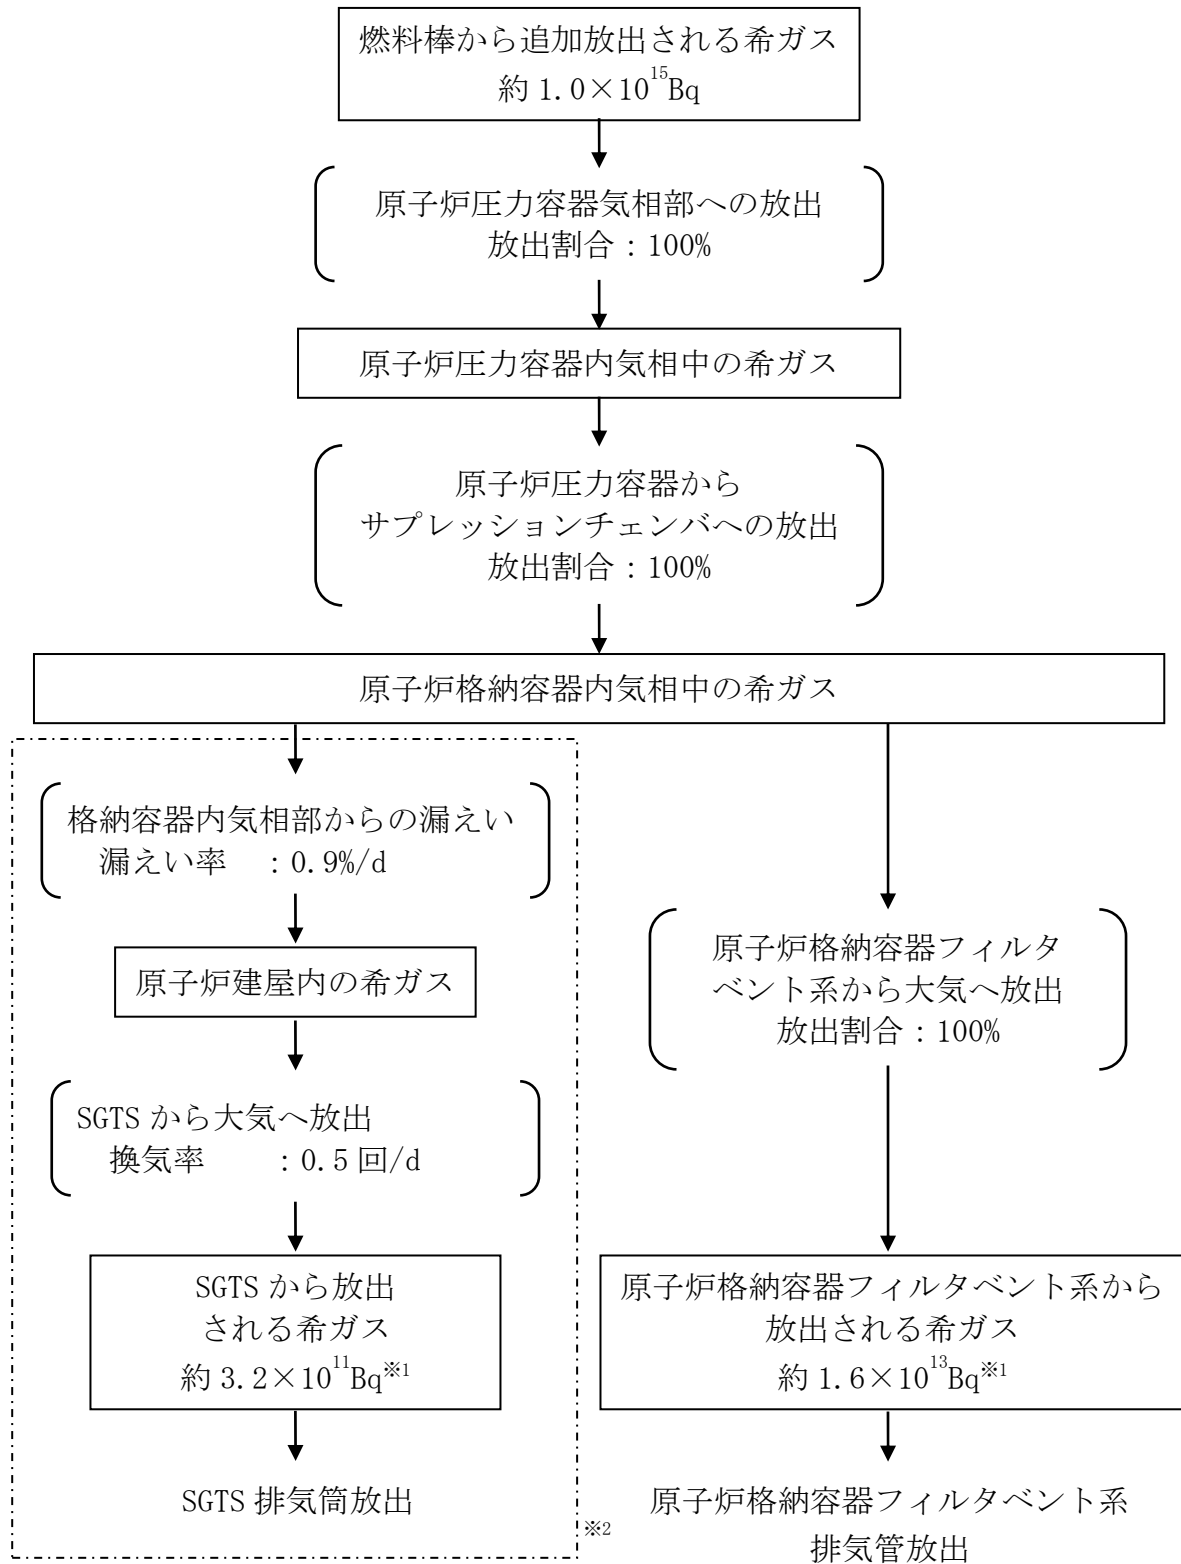 燃料棒から追加放出される希ガス
約 1.0×10^15Bq
原子炉圧力容器気相部への放出
放出割合：100%
原子炉圧力容器内気相中の希ガス
原子炉圧力容器から
サプレッションチェンバへの放出
放出割合：100%
原子炉格納容器内気相中の希ガス
格納容器内気相部からの漏えい
漏えい率　：0.9%/d
原子炉建屋内の希ガス
SGTS から大気へ放出
換気率　　：0.5 回/d
SGTS から放出
される希ガス
約 3.2×10^11Bq※1
SGTS 排気筒放出
※2
原子炉格納容器フィルタ
ベント系から大気へ放出
放出割合：100%
原子炉格納容器フィルタベント系から
放出される希ガス
約 1.6×10^13Bq※1
原子炉格納容器フィルタベント系
排気管放出